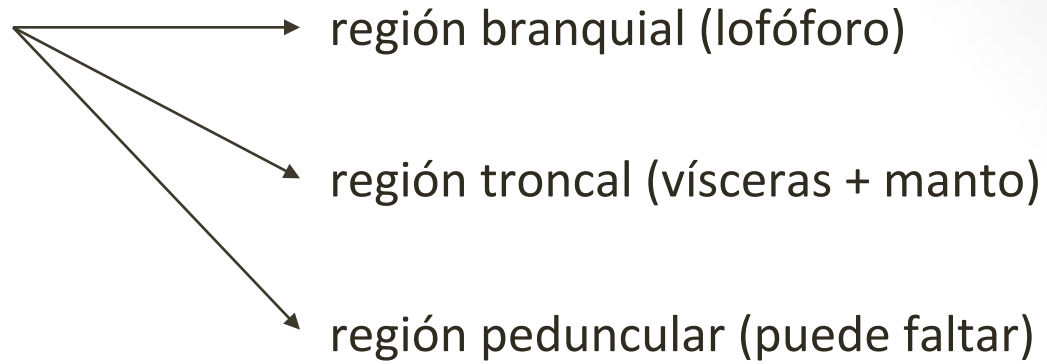 región branquial (lofóforo)
región troncal (vísceras + manto)
región peduncular (puede faltar)